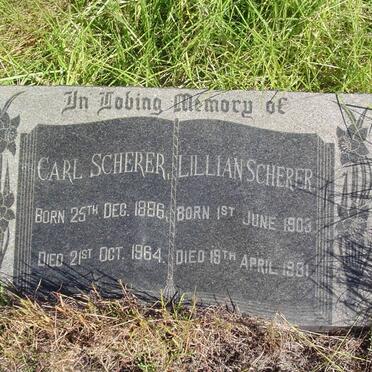 In Loving Memory of
CARL SCHERER,
BORN 25TH DEC. 1896,
DIED 21ST OCT. 1964.
LILLIAN SCHERER
BORN 1ST JUNE 1903
DIED 19TH APRIL 1981